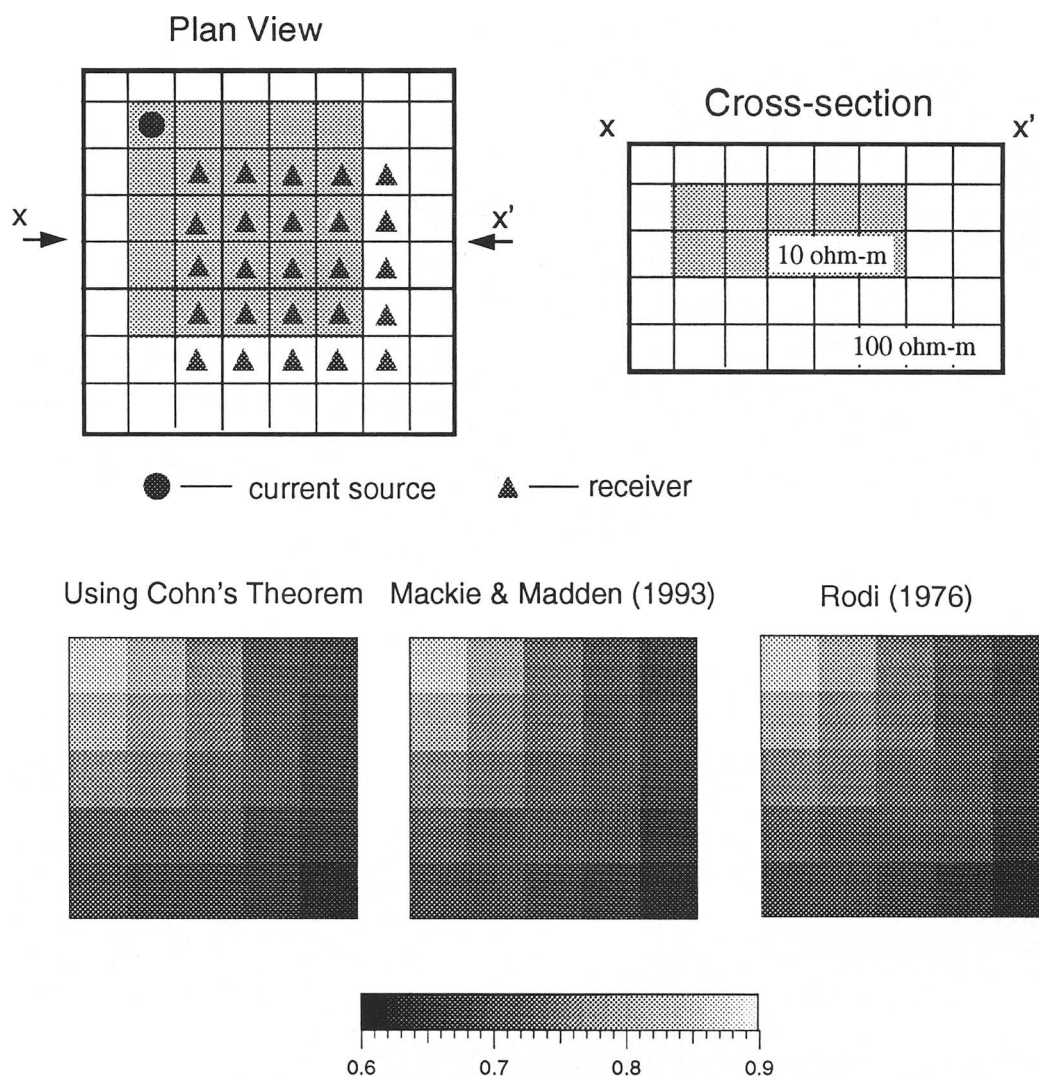 Plan View
Cross-section
x
x'
x
x'
10 ohm-m
100 ohm-m
current source
receiver
Using Cohn's Theorem
Mackie & Madden (1993)
Rodi (1976)
0.6
0.7
0.8
0.9